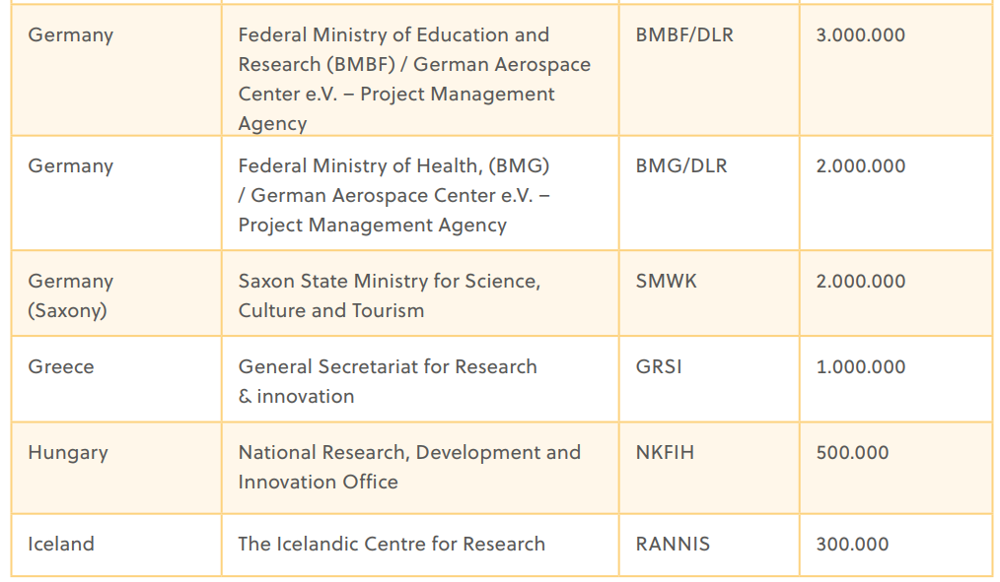 Germany
Federal Ministry of Education and
Research (BMBF) / German Aerospace
Center e.V. – Project Management
Agency
BMBF/DLR
3.000.000
Germany
Federal Ministry of Health, (BMG)
/ German Aerospace Center e.V. –
Project Management Agency
BMG/DLR
2.000.000
Germany
(Saxony)
Saxon State Ministry for Science,
Culture and Tourism
SMWK
2.000.000
Greece
General Secretariat for Research
& innovation
GRSI
1.000.000
Hungary
National Research, Development and
Innovation Office
NKFIH
500.000
Iceland
The Icelandic Centre for Research
RANNIS
300.000